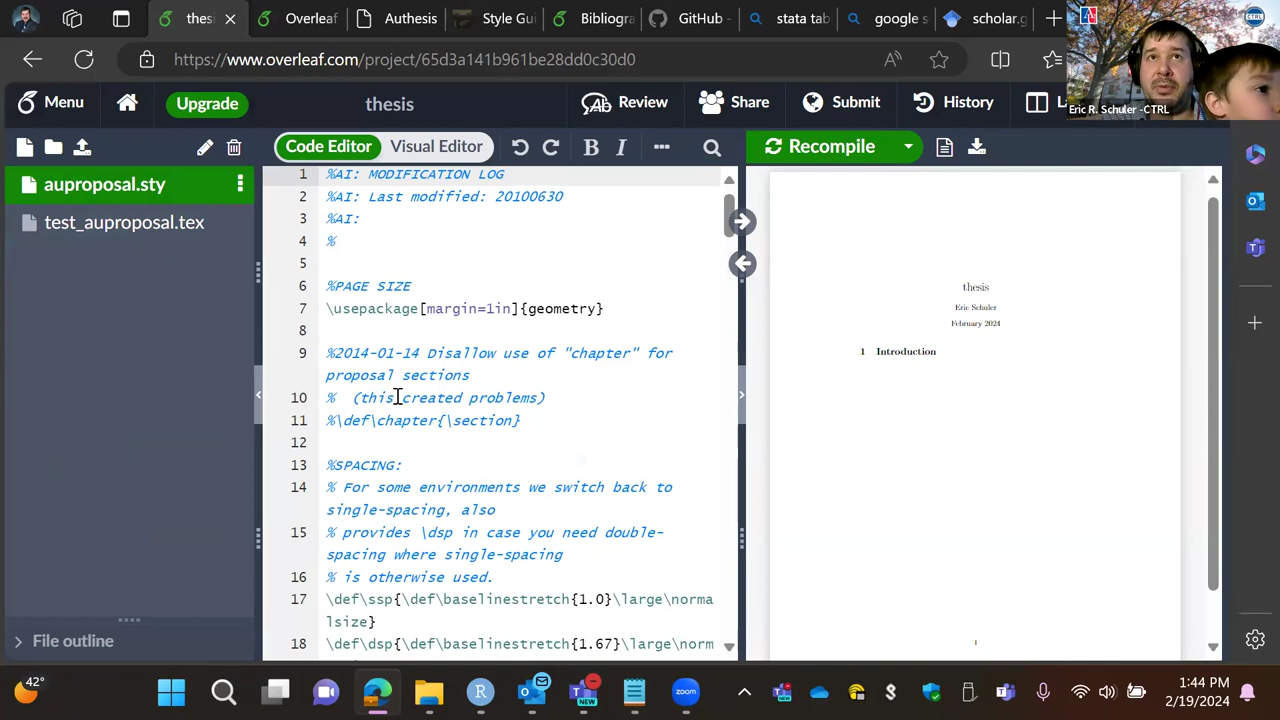 thesis
Overleaf
Authesis
Style Gui
Bibliogra
GitHub -
stata tab
google s
scholar.g
https://www.overleaf.com/project/65d3a141b961be28dd0c30d0
Eric R. Schuler -CTRL
Menu
Upgrade
thesis
Review
Share
Submit
History
La
Code Editor
Visual Editor
B I
Recompile
auproposal.sty
test_auproposal.tex
File outline
1 %AI: MODIFICATION LOG
2 %AI: Last modified: 20100630
3 %AI:
4 %
5
6 %PAGE SIZE
7 \usepackage[margin=1in]{geometry}
8
9 %2014-01-14 Disallow use of "chapter" for
proposal sections
10 % (this created problems)
11 %\def\chapter{\section}
12
13 %SPACING:
14 % For some environments we switch back to
single-spacing, also
15 % provides \dsp in case you need double-
spacing where single-spacing
16 % is otherwise used.
17 \def\ssp{\def\baselinestretch{1.0}\large\norma
lsize}
18 \def\dsp{\def\baselinestretch{1.67}\large\norm
thesis
Eric Schuler
February 2024
1 Introduction
1
42°
1:44 PM
2/19/2024